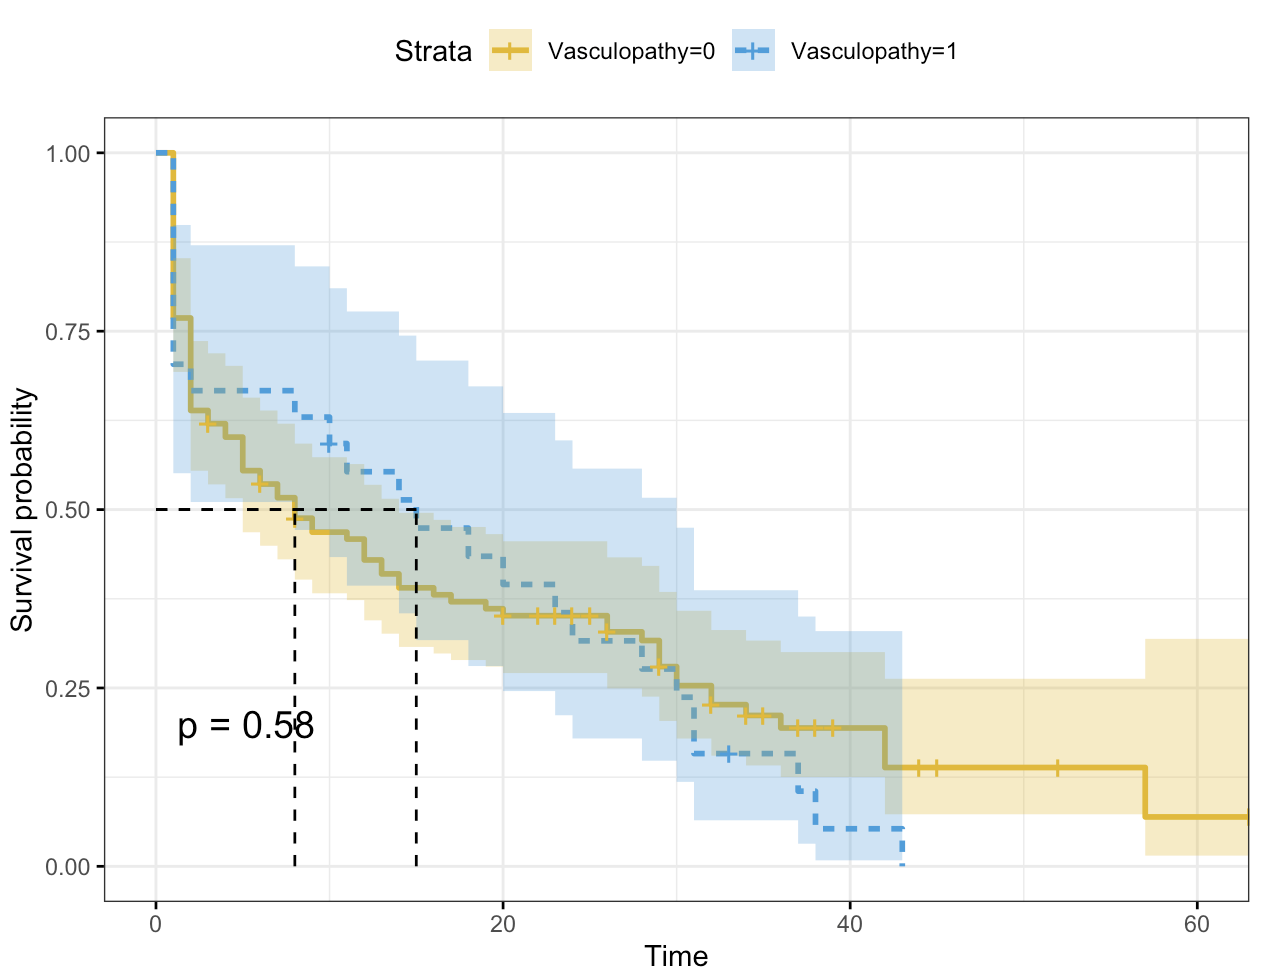 Strata Vasculopathy=0 Vasculopathy=1
1.00
0.75
0.50
0.25
0.00
Survival probability
p = 0.58
0 20 40 60
Time